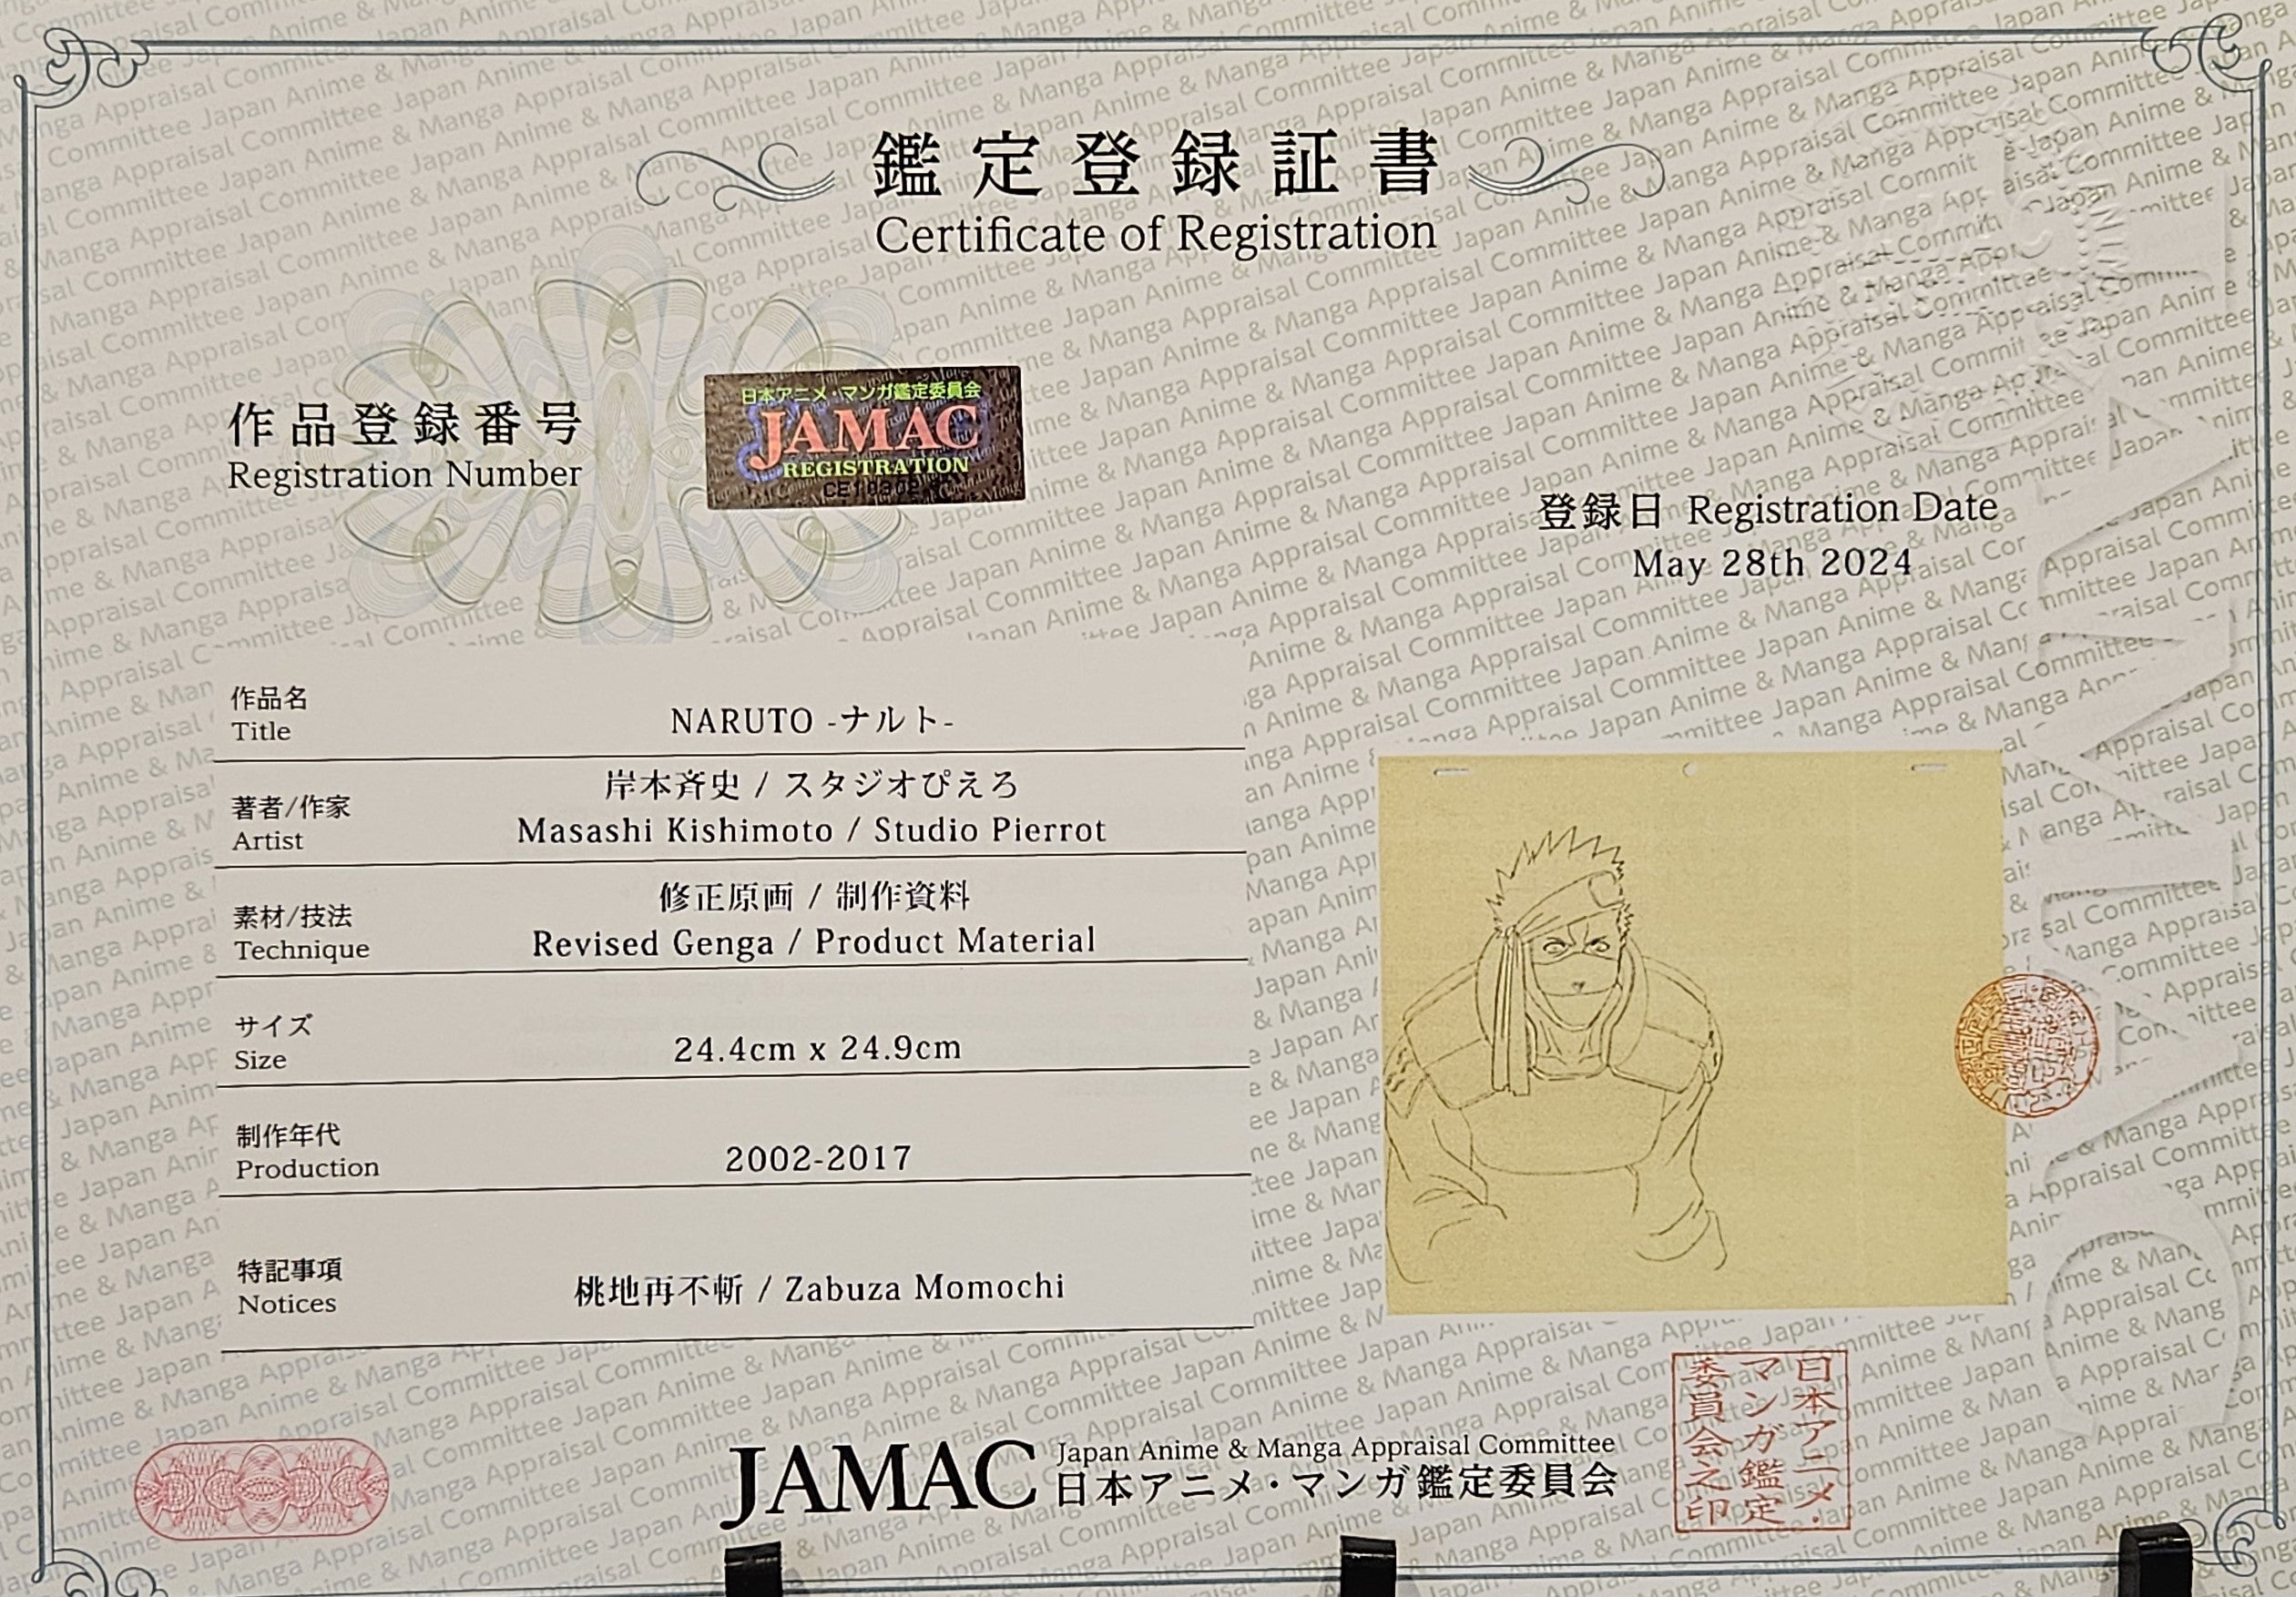 鑑定登録証書
Certificate of Registration
作品登録番号
Registration Number
日本アニメ・マンガ鑑定委員会
JAMAC
REGISTRATION
登録日 Registration Date
May 28th 2024
作品名
Title
NARUTO -ナルト-
著者/作家
Artist
岸本斉史 / スタジオぴえろ
Masashi Kishimoto / Studio Pierrot
素材/技法
Technique
修正原画 / 制作資料
Revised Genga / Product Material
サイズ
Size
24.4cm x 24.9cm
制作年代
Production
2002-2017
特記事項
Notices
桃地再不斬 / Zabuza Momochi
JAMAC
Japan Anime & Manga Appraisal Committee
日本アニメ・マンガ鑑定委員会
日本アニメ・
マンガ鑑定
委員会之印